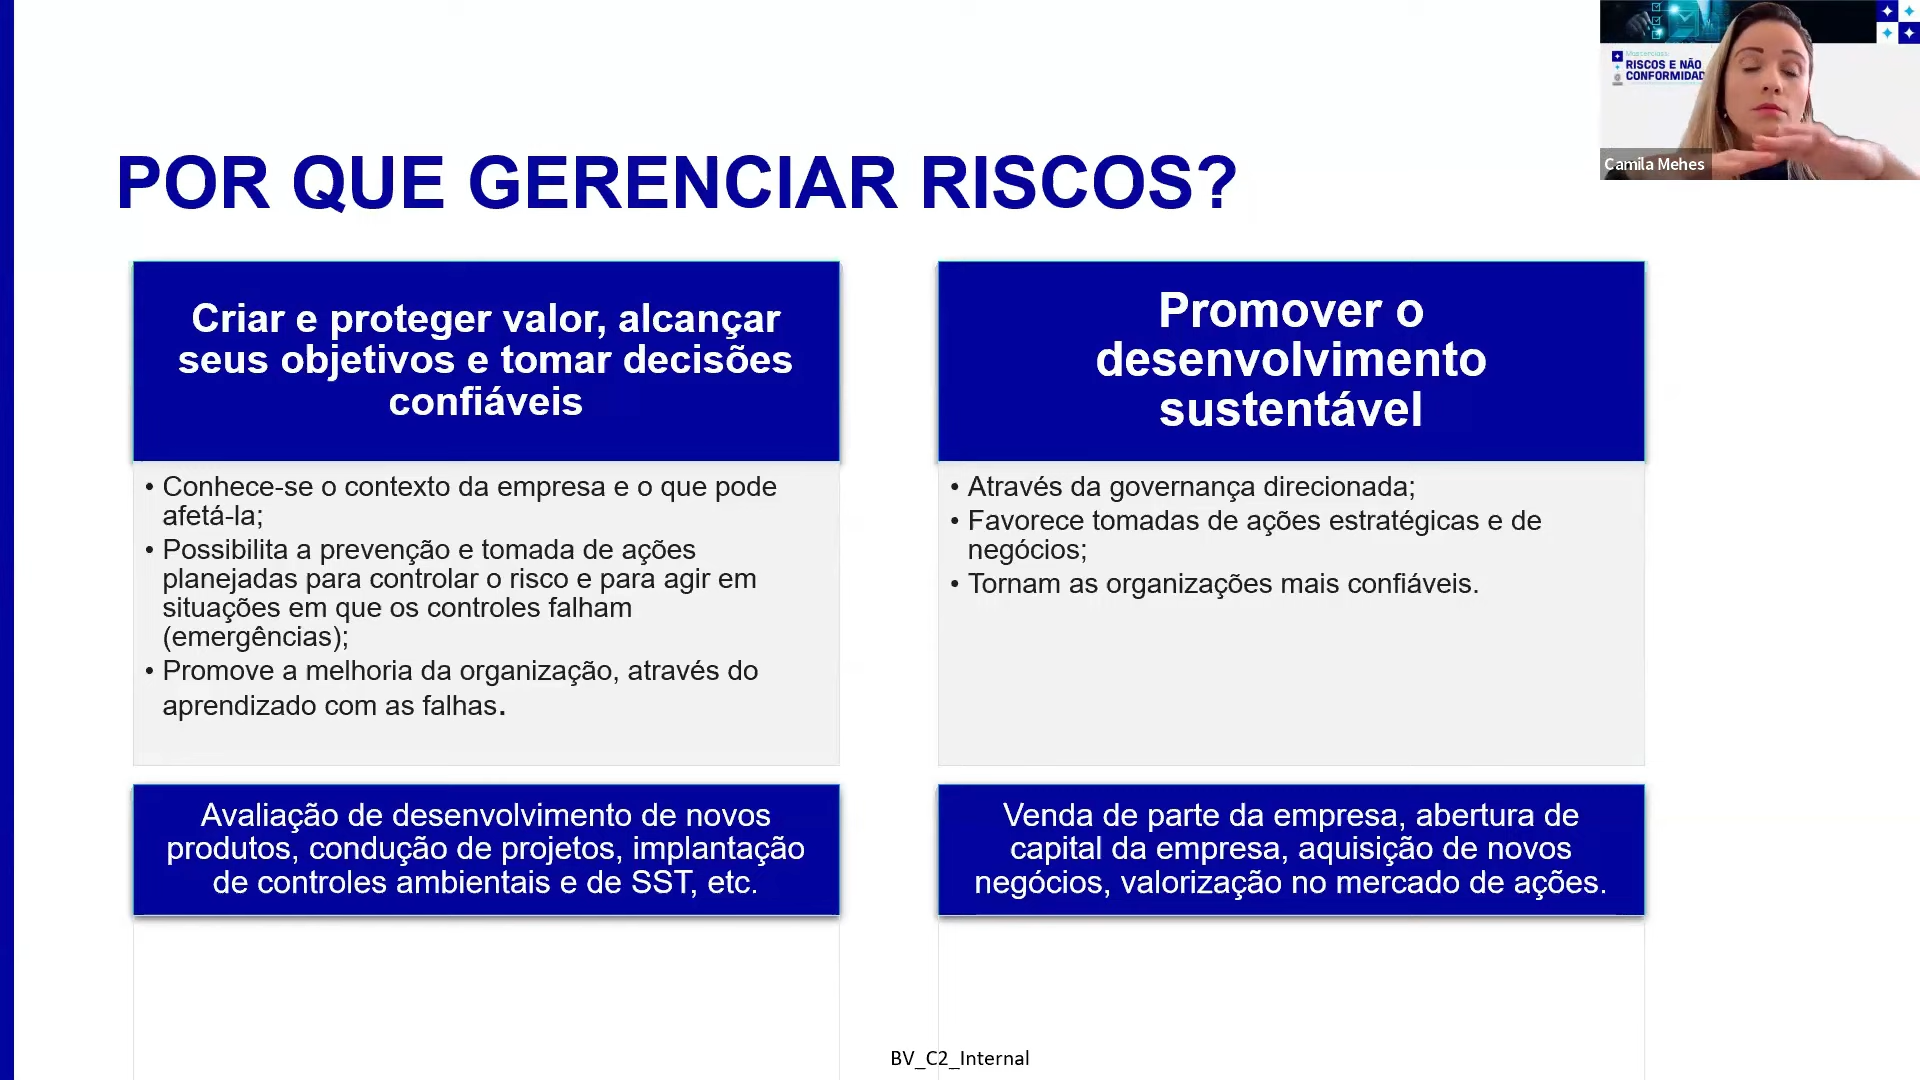 Masterclass
RISCOS E NÃO
CONFORMIDAD
Camila Mehes
POR QUE GERENCIAR RISCOS?
Criar e proteger valor, alcançar
seus objetivos e tomar decisões
confiáveis
• Conhece-se o contexto da empresa e o que pode
afetá-la;
• Possibilita a prevenção e tomada de ações
planejadas para controlar o risco e para agir em
situações em que os controles falham
(emergências);
• Promove a melhoria da organização, através do
aprendizado com as falhas.
Avaliação de desenvolvimento de novos
produtos, condução de projetos, implantação
de controles ambientais e de SST, etc.
Promover o
desenvolvimento
sustentável
• Através da governança direcionada;
• Favorece tomadas de ações estratégicas e de
negócios;
• Tornam as organizações mais confiáveis.
Venda de parte da empresa, abertura de
capital da empresa, aquisição de novos
negócios, valorização no mercado de ações.
BV_C2_Internal